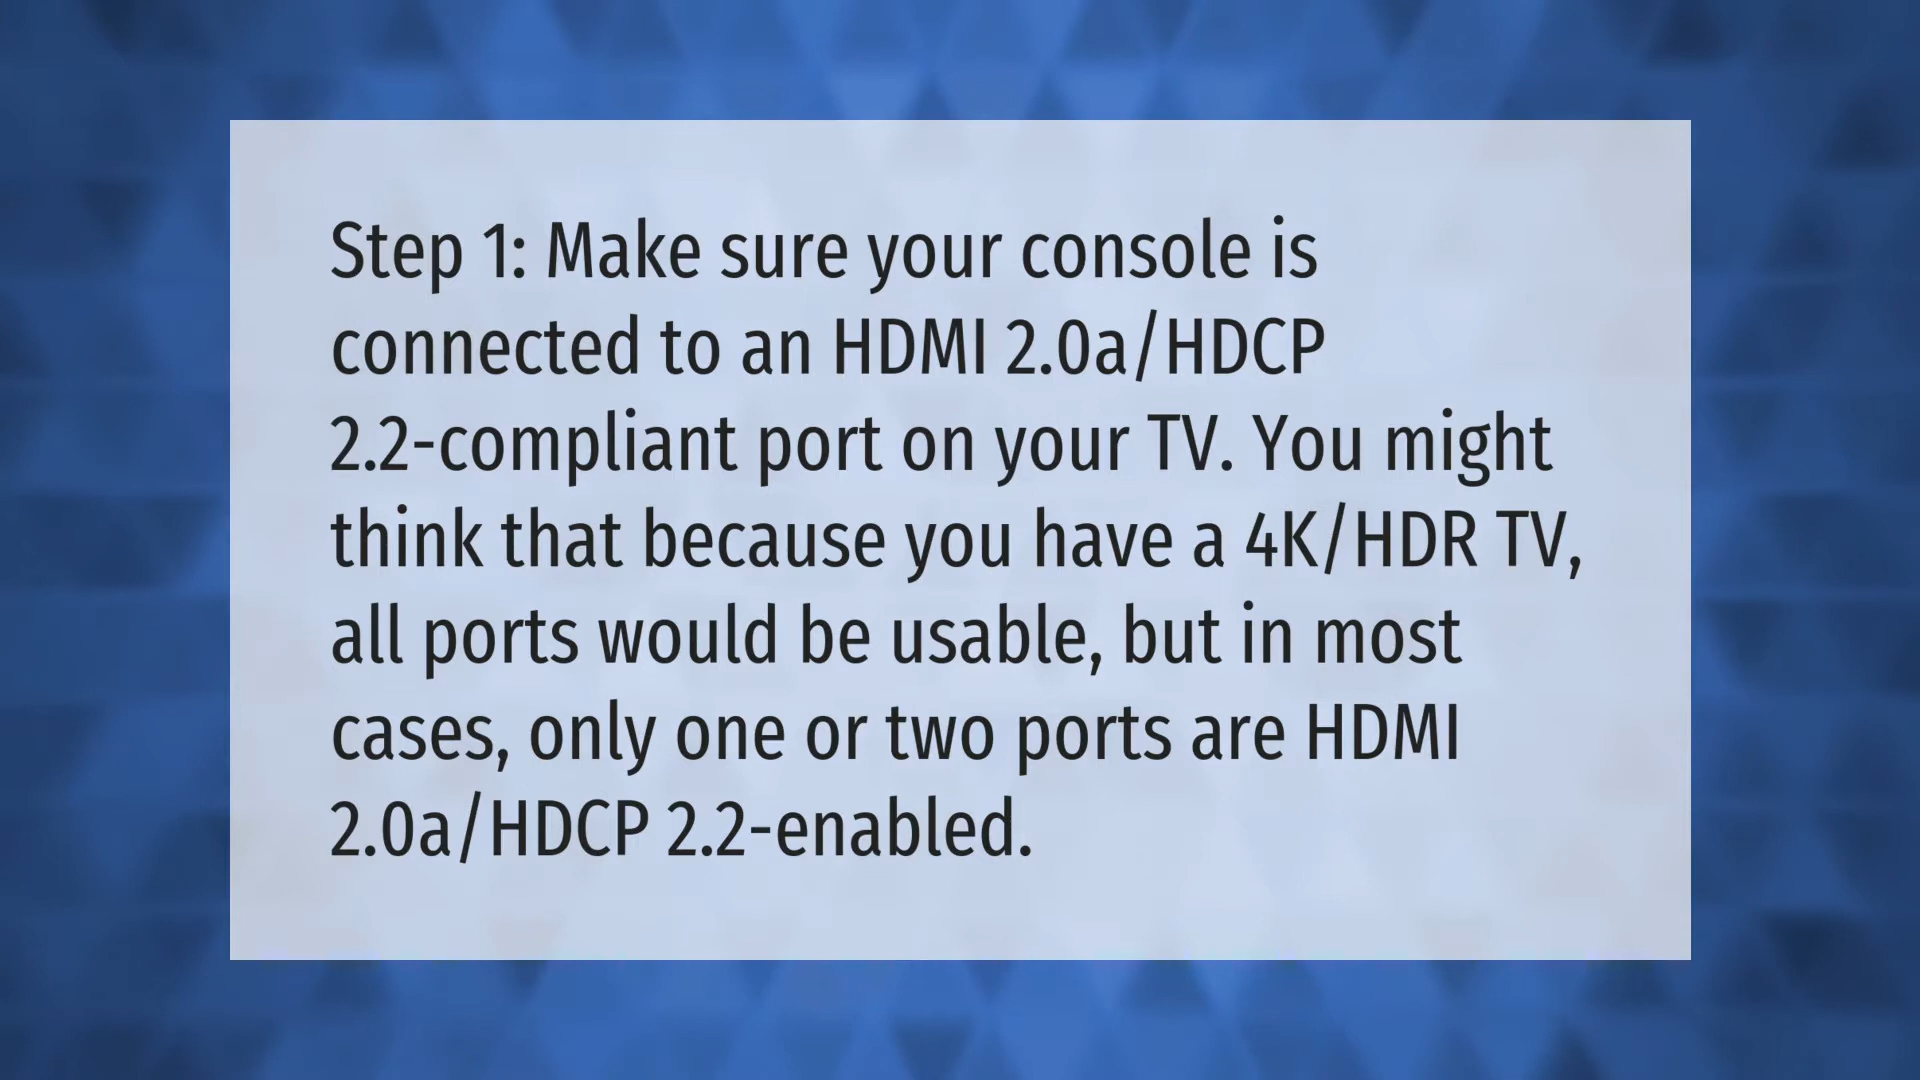 Step 1: Make sure your console is
connected to an HDMI 2.0a/HDCP
2.2-compliant port on your TV. You might
think that because you have a 4K/HDR TV,
all ports would be usable, but in most
cases, only one or two ports are HDMI
2.0a/HDCP 2.2-enabled.